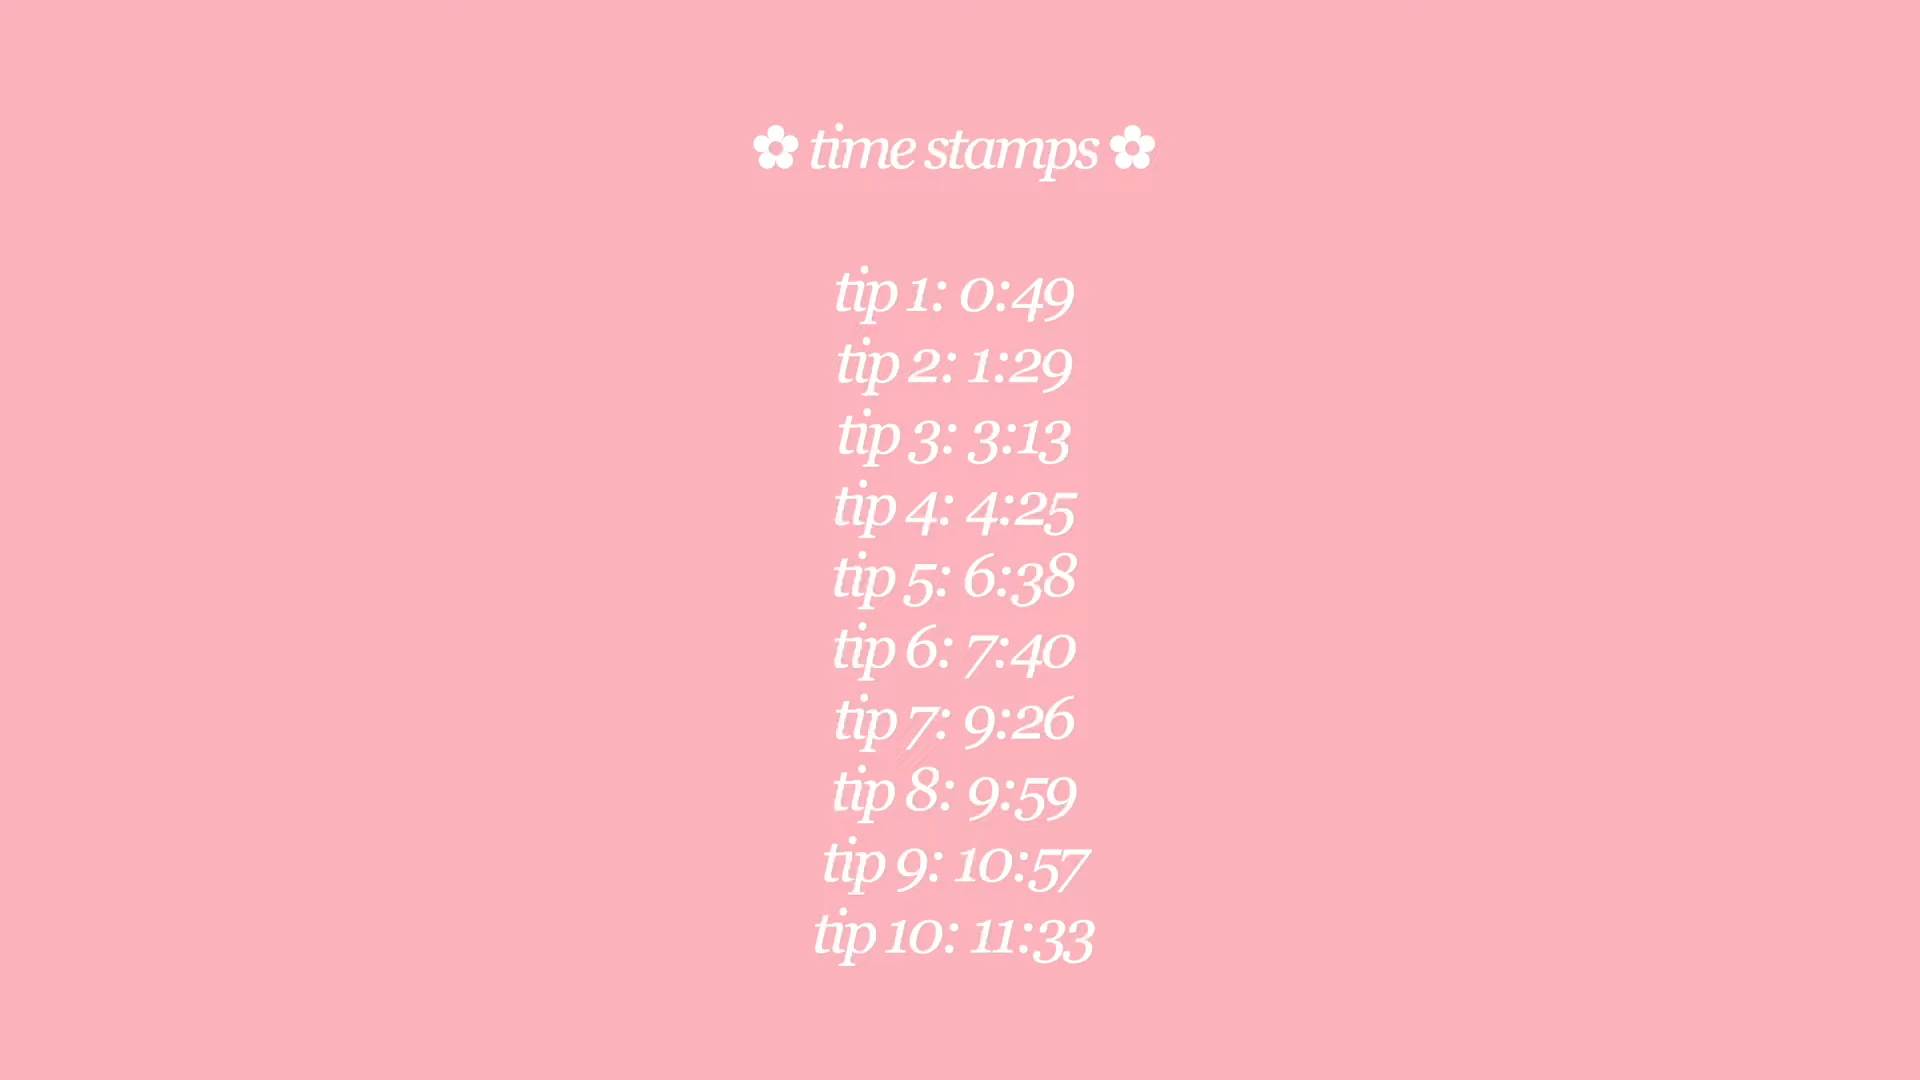 ✿ time stamps ✿
tip 1: 0:49
tip 2: 1:29
tip 3: 3:13
tip 4: 4:25
tip 5: 6:38
tip 6: 7:40
tip 7: 9:26
tip 8: 9:59
tip 9: 10:57
tip 10: 11:33